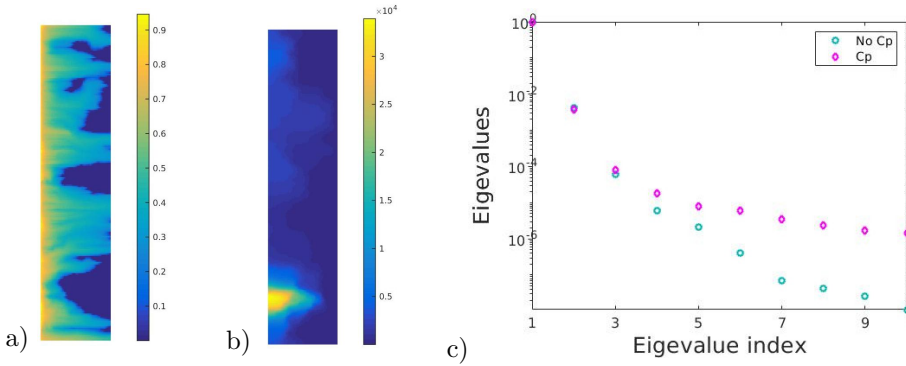 a)
0.9
0.8
0.7
0.6
0.5
0.4
0.3
0.2
0.1
b)
×10⁴
3
2.5
2
1.5
1
0.5
c)
Eigevalues
10⁰
10⁻²
10⁻⁴
10⁻⁶
No Cp
Cp
1 3 5 7 9
Eigevalue index